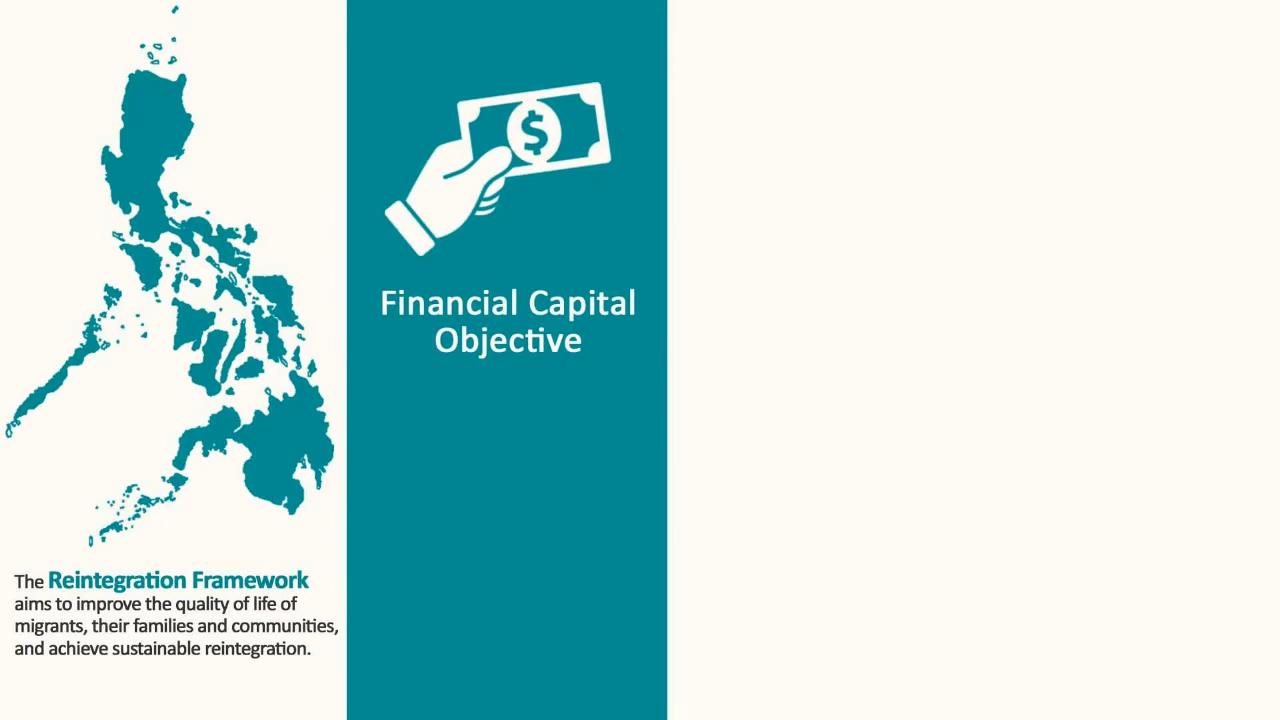 Financial Capital
Objective
The Reintegration Framework
aims to improve the quality of life of
migrants, their families and communities,
and achieve sustainable reintegration.